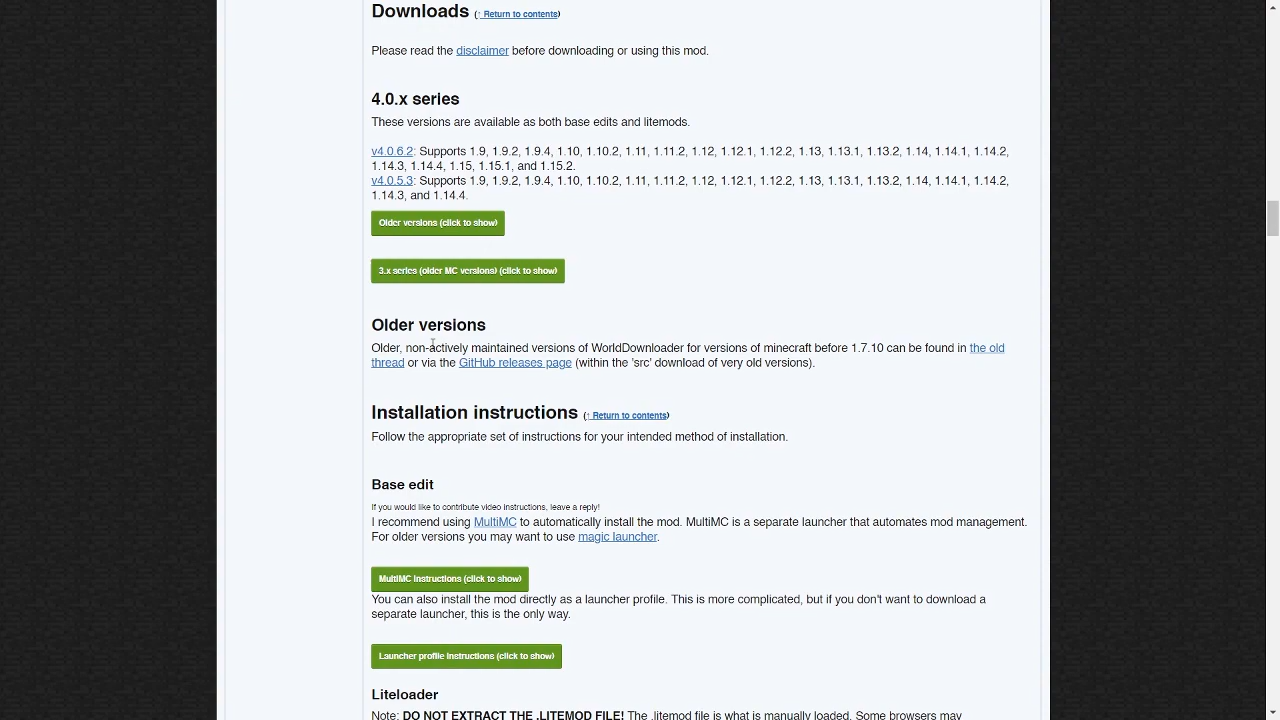 Downloads (↑ Return to contents)
Please read the disclaimer before downloading or using this mod.
4.0.x series
These versions are available as both base edits and litemods.
v4.0.6.2: Supports 1.9, 1.9.2, 1.9.4, 1.10, 1.10.2, 1.11, 1.11.2, 1.12, 1.12.1, 1.12.2, 1.13, 1.13.1, 1.13.2, 1.14, 1.14.1, 1.14.2,
1.14.3, 1.14.4, 1.15, 1.15.1, and 1.15.2.
v4.0.5.3: Supports 1.9, 1.9.2, 1.9.4, 1.10, 1.10.2, 1.11, 1.11.2, 1.12, 1.12.1, 1.12.2, 1.13, 1.13.1, 1.13.2, 1.14, 1.14.1, 1.14.2,
1.14.3, and 1.14.4.
Older versions (click to show)
3.x series (older MC versions) (click to show)
Older versions
Older, non-actively maintained versions of WorldDownloader for versions of minecraft before 1.7.10 can be found in the old
thread or via the GitHub releases page (within the 'src' download of very old versions).
Installation instructions (↑ Return to contents)
Follow the appropriate set of instructions for your intended method of installation.
Base edit
If you would like to contribute video instructions, leave a reply!
I recommend using MultiMC to automatically install the mod. MultiMC is a separate launcher that automates mod management.
For older versions you may want to use magic launcher.
MultiMC instructions (click to show)
You can also install the mod directly as a launcher profile. This is more complicated, but if you don't want to download a
separate launcher, this is the only way.
Launcher profile instructions (click to show)
Liteloader
Note: DO NOT EXTRACT THE .LITEMOD FILE! The .litemod file is what is manually loaded. Some browsers may